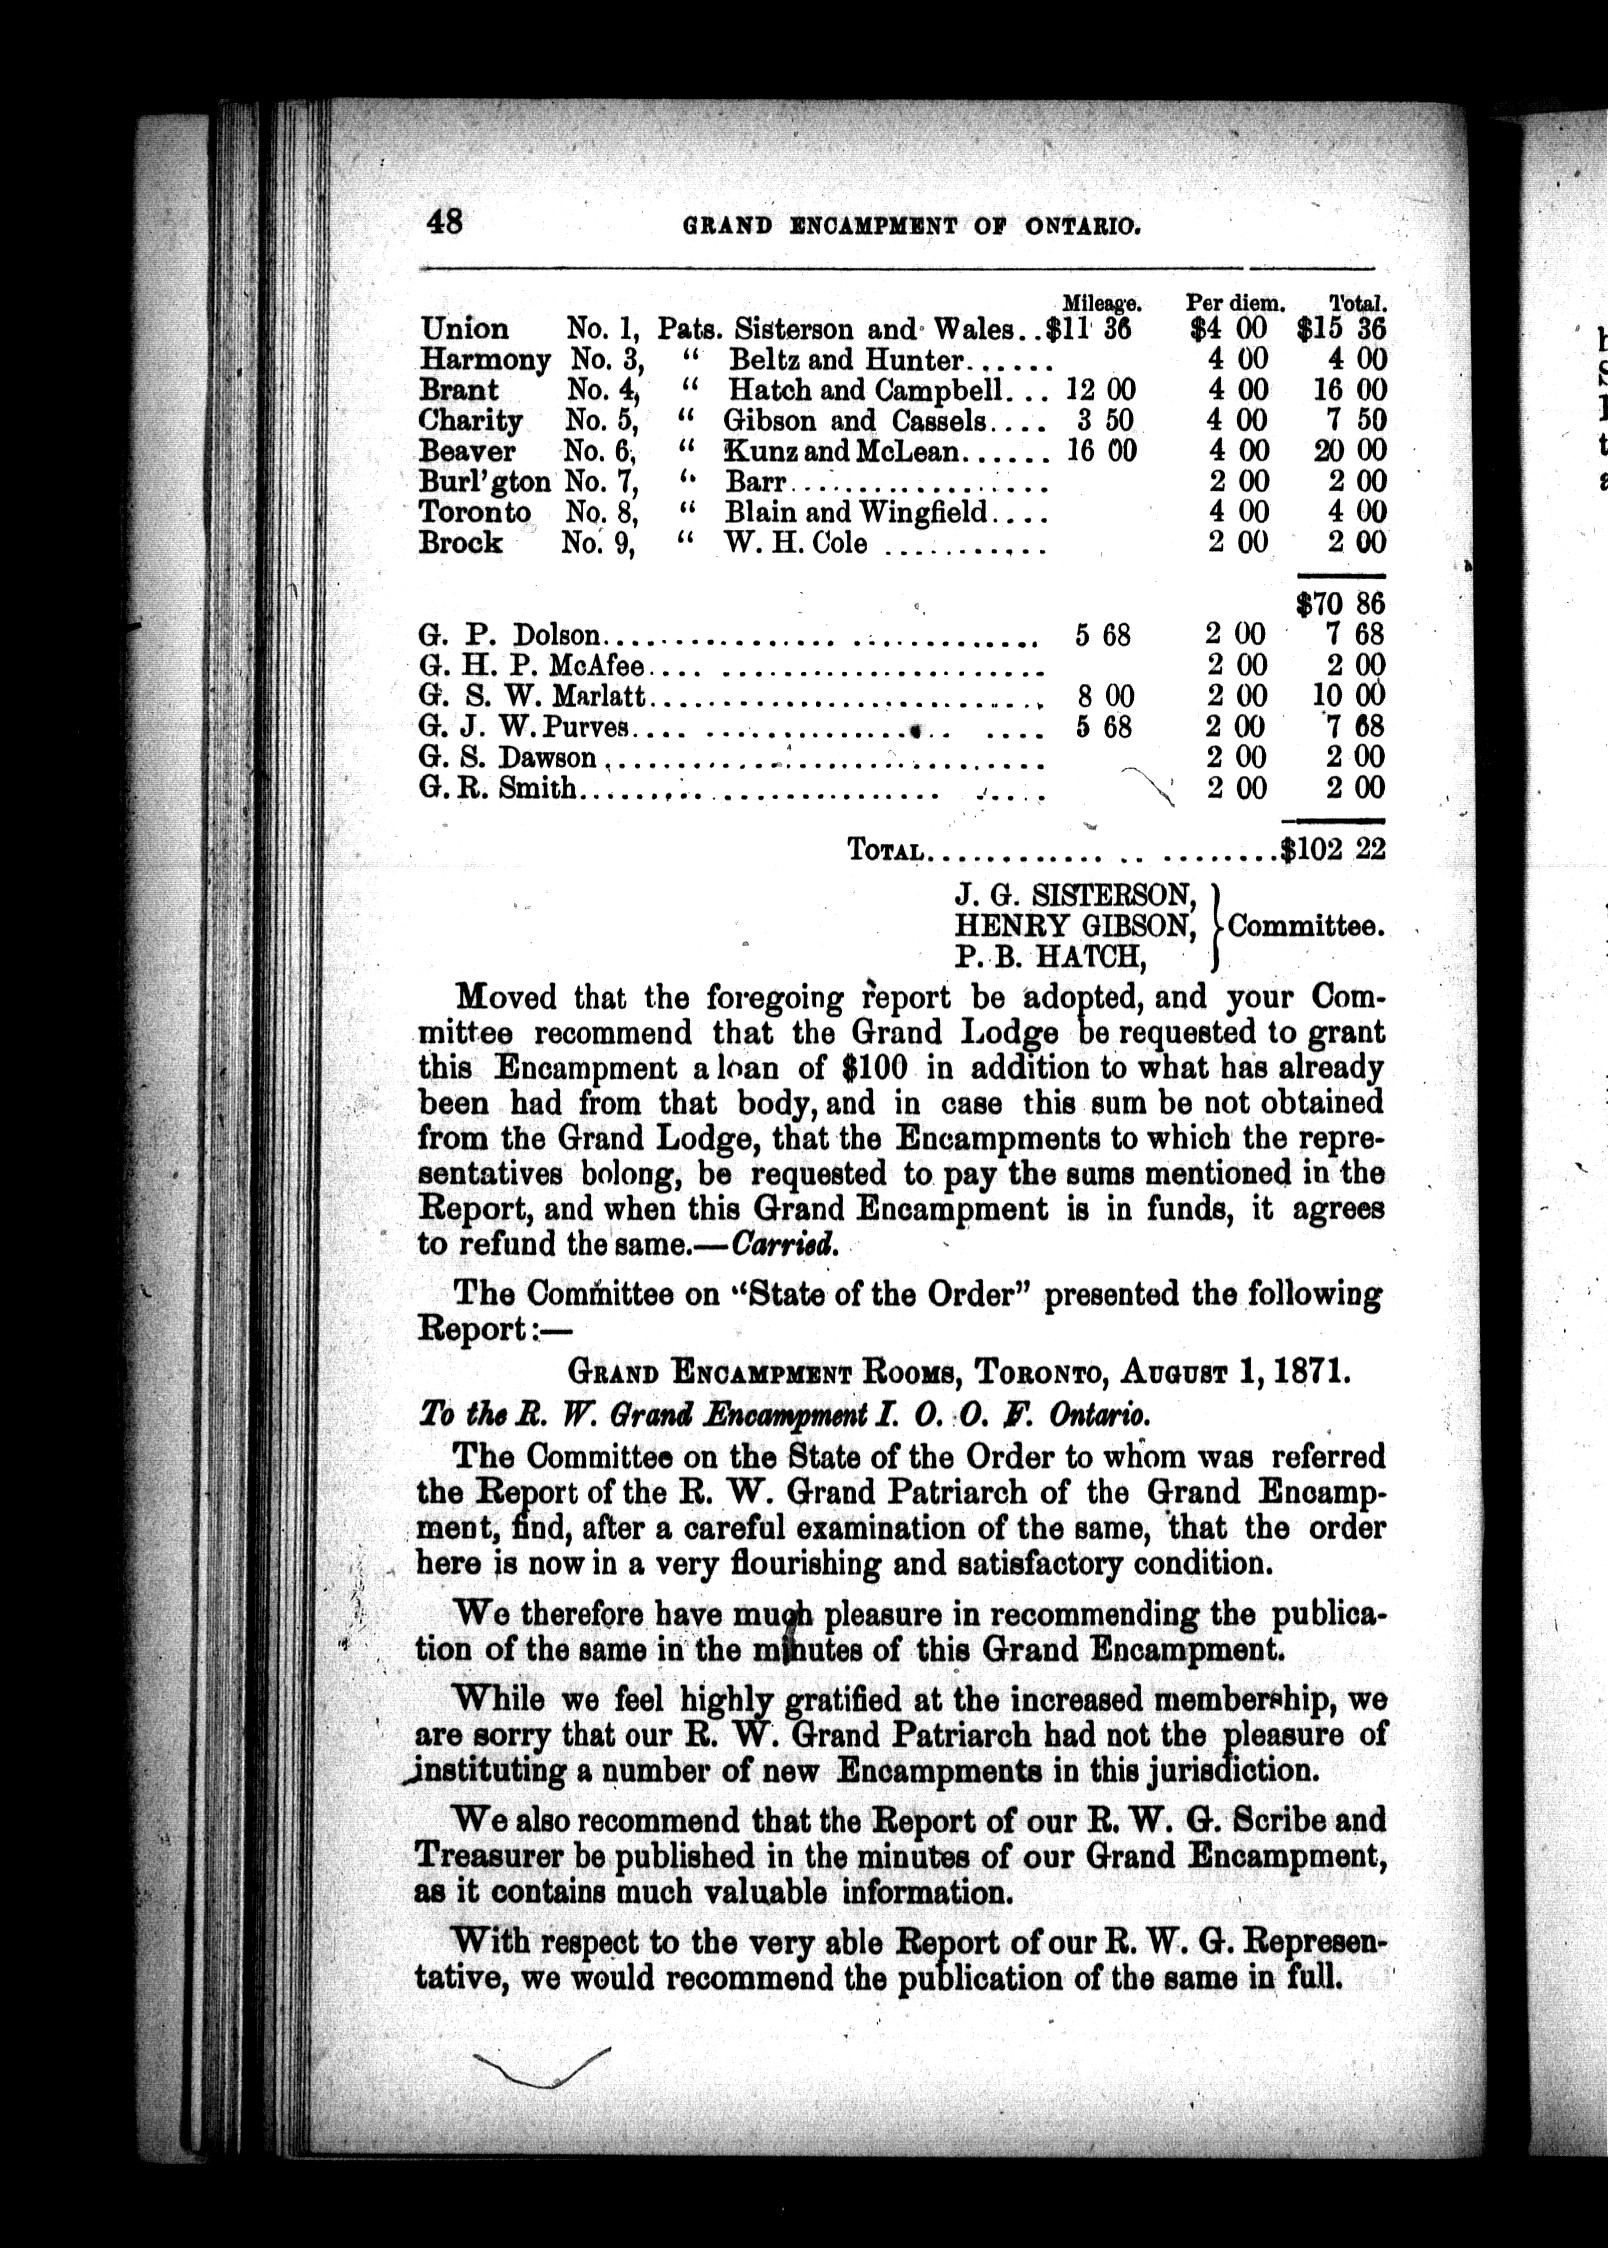 48 GRAND ENCAMPMENT OF ONTARIO.
Mileage. Per diem. Total.
Union No. 1, Pats. Sisterson and Wales..$11 36 $4 00 $15 36
Harmony No. 3, “ Beltz and Hunter...... 4 00 4 00
Brant No. 4, “ Hatch and Campbell... 12 00 4 00 16 00
Charity No. 5, “ Gibson and Cassels.... 3 50 4 00 7 50
Beaver No. 6, “ Kunz and McLean...... 16 00 4 00 20 00
Burl’gton No. 7, “ Barr.................. 2 00 2 00
Toronto No. 8, “ Blain and Wingfield.... 4 00 4 00
Brock No. 9, “ W. H. Cole ........... 2 00 2 00
$70 86
G. P. Dolson............................. 5 68 2 00 7 68
G. H. P. McAfee.... ...................... 2 00 2 00
G. S. W. Marlatt........................... 8 00 2 00 10 00
G. J. W. Purves.... ................. .... 5 68 2 00 7 68
G. S. Dawson ............................. 2 00 2 00
G. R. Smith............................. 2 00 2 00
TOTAL............. .. .........$102 22
J. G. SISTERSON,
HENRY GIBSON, } Committee.
P. B. HATCH,
Moved that the foregoing report be adopted, and your Com-
mittee recommend that the Grand Lodge be requested to grant
this Encampment a loan of $100 in addition to what has already
been had from that body, and in case this sum be not obtained
from the Grand Lodge, that the Encampments to which the repre-
sentatives bolong, be requested to pay the sums mentioned in the
Report, and when this Grand Encampment is in funds, it agrees
to refund the same.—Carried.
The Committee on “State of the Order” presented the following
Report:—
GRAND ENCAMPMENT ROOMS, TORONTO, AUGUST 1, 1871.
To the R. W. Grand Encampment I. O. O. F. Ontario.
The Committee on the State of the Order to whom was referred
the Report of the R. W. Grand Patriarch of the Grand Encamp-
ment, find, after a careful examination of the same, that the order
here is now in a very flourishing and satisfactory condition.
We therefore have much pleasure in recommending the publica-
tion of the same in the minutes of this Grand Encampment.
While we feel highly gratified at the increased membership, we
are sorry that our R. W. Grand Patriarch had not the pleasure of
instituting a number of new Encampments in this jurisdiction.
We also recommend that the Report of our R. W. G. Scribe and
Treasurer be published in the minutes of our Grand Encampment,
as it contains much valuable information.
With respect to the very able Report of our R. W. G. Represen-
tative, we would recommend the publication of the same in full.